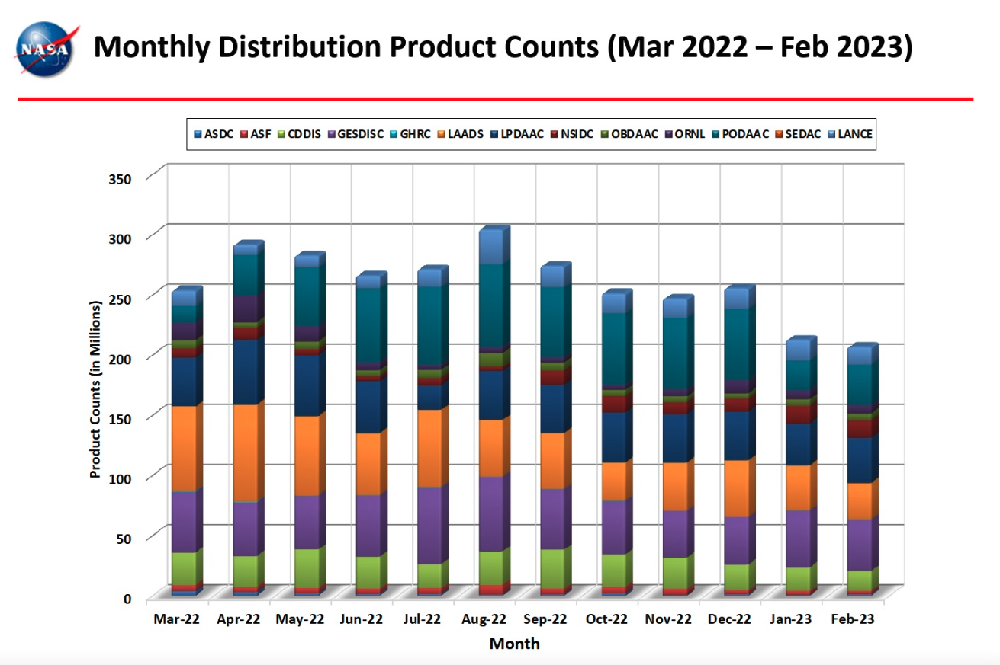 NASA
Monthly Distribution Product Counts (Mar 2022 – Feb 2023)
ASDC ASF CDDIS GESDISC GHRC LAADS LPDAAC NSIDC OBDAAC ORNL PODAAC SEDAC LANCE
350
300
250
200
150
100
50
0
Product Counts (in Millions)
Mar-22 Apr-22 May-22 Jun-22 Jul-22 Aug-22 Sep-22 Oct-22 Nov-22 Dec-22 Jan-23 Feb-23
Month